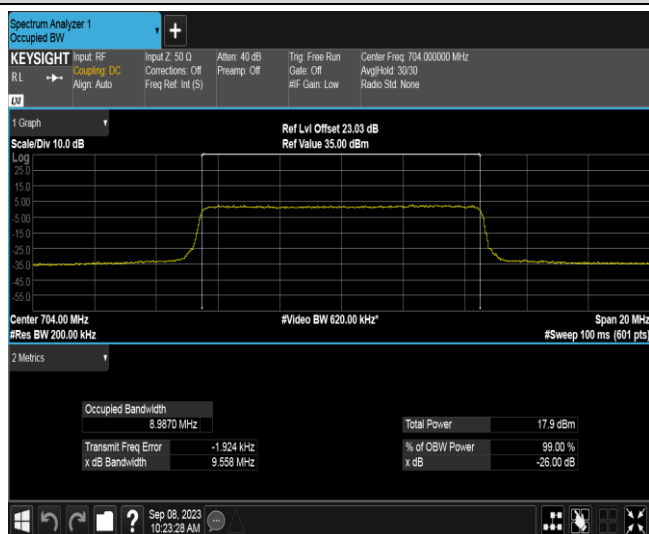 Spectrum Analyzer 1
Occupied BW
+
KEYSIGHT
RL
LXI
Input: RF
Coupling: DC
Align: Auto
Input Z: 50 Ω
Corrections: Off
Freq Ref: Int (S)
Atten: 40 dB
Preamp: Off
Trig: Free Run
Gate: Off
#IF Gain: Low
Center Freq: 704.000000 MHz
Avg|Hold: 30/30
Radio Std: None
1 Graph
Scale/Div 10.0 dB
Ref Lvl Offset 23.03 dB
Ref Value 35.00 dBm
Log
25.0
15.0
5.00
-5.00
-15.0
-25.0
-35.0
-45.0
-55.0
Center 704.00 MHz
#Res BW 200.00 kHz
#Video BW 620.00 kHz*
Span 20 MHz
#Sweep 100 ms (601 pts)
2 Metrics
Occupied Bandwidth
8.9870 MHz
Transmit Freq Error -1.924 kHz
x dB Bandwidth 9.558 MHz
Total Power 17.9 dBm
% of OBW Power 99.00 %
x dB -26.00 dB
?
Sep 08, 2023
10:23:28 AM